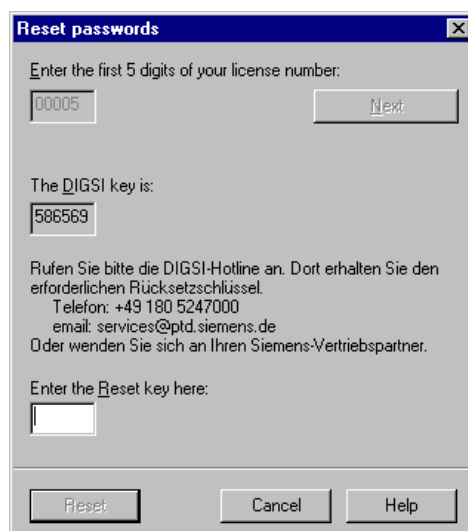 Reset passwords
Enter the first 5 digits of your license number:
00005
Next
The DIGSI key is:
586569
Rufen Sie bitte die DIGSI-Hotline an. Dort erhalten Sie den
erforderlichen Rücksetzschlüssel.
Telefon: +49 180 5247000
email: services@ptd.siemens.de
Oder wenden Sie sich an Ihren Siemens-Vertriebspartner.
Enter the Reset key here:
Reset
Cancel
Help